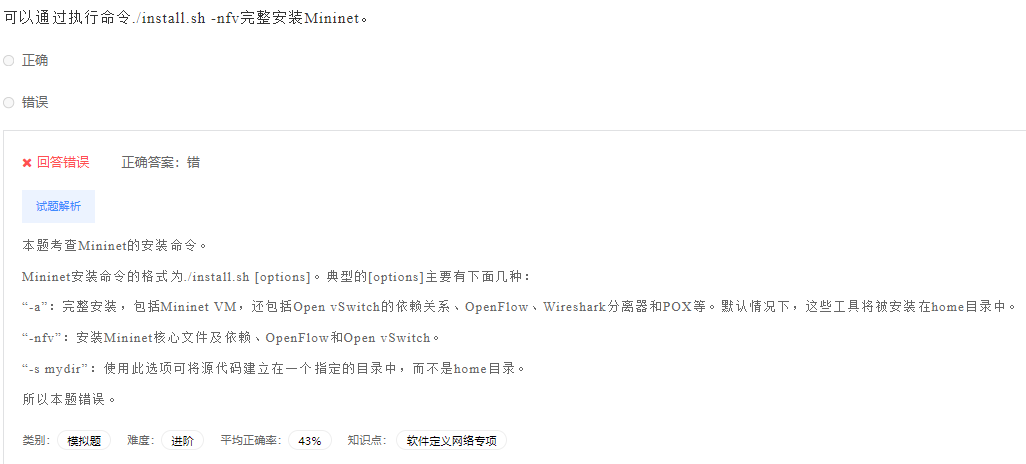 可以通过执行命令./install.sh -nfv完整安装Mininet。
正确
错误
回答错误 正确答案：错
试题解析
本题考查Mininet的安装命令。
Mininet安装命令的格式为./install.sh [options]。典型的[options]主要有下面几种：
“-a”：完整安装，包括Mininet VM，还包括Open vSwitch的依赖关系、OpenFlow、Wireshark分离器和POX等。默认情况下，这些工具将被安装在home目录中。
“-nfv”：安装Mininet核心文件及依赖、OpenFlow和Open vSwitch。
“-s mydir”：使用此选项可将源代码建立在一个指定的目录中，而不是home目录。
所以本题错误。
类别： 模拟题 难度： 进阶 平均正确率： 43% 知识点： 软件定义网络专项